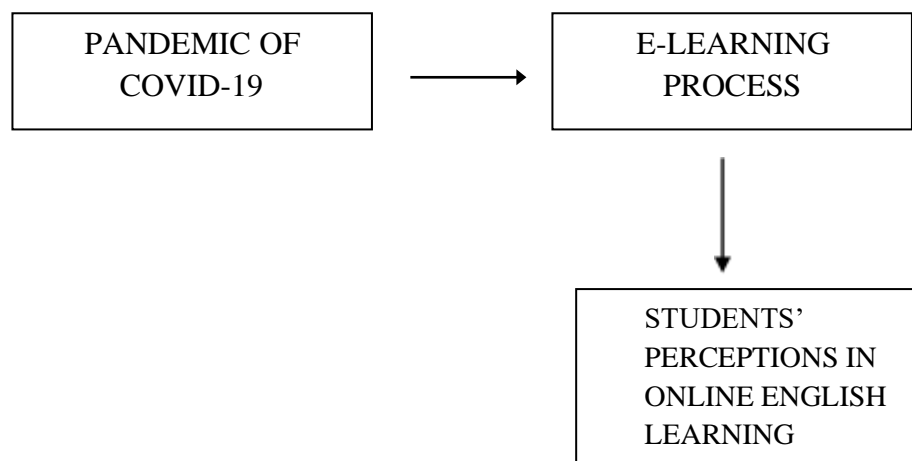 PANDEMIC OF
COVID-19
E-LEARNING
PROCESS
STUDENTS’
PERCEPTIONS IN
ONLINE ENGLISH
LEARNING